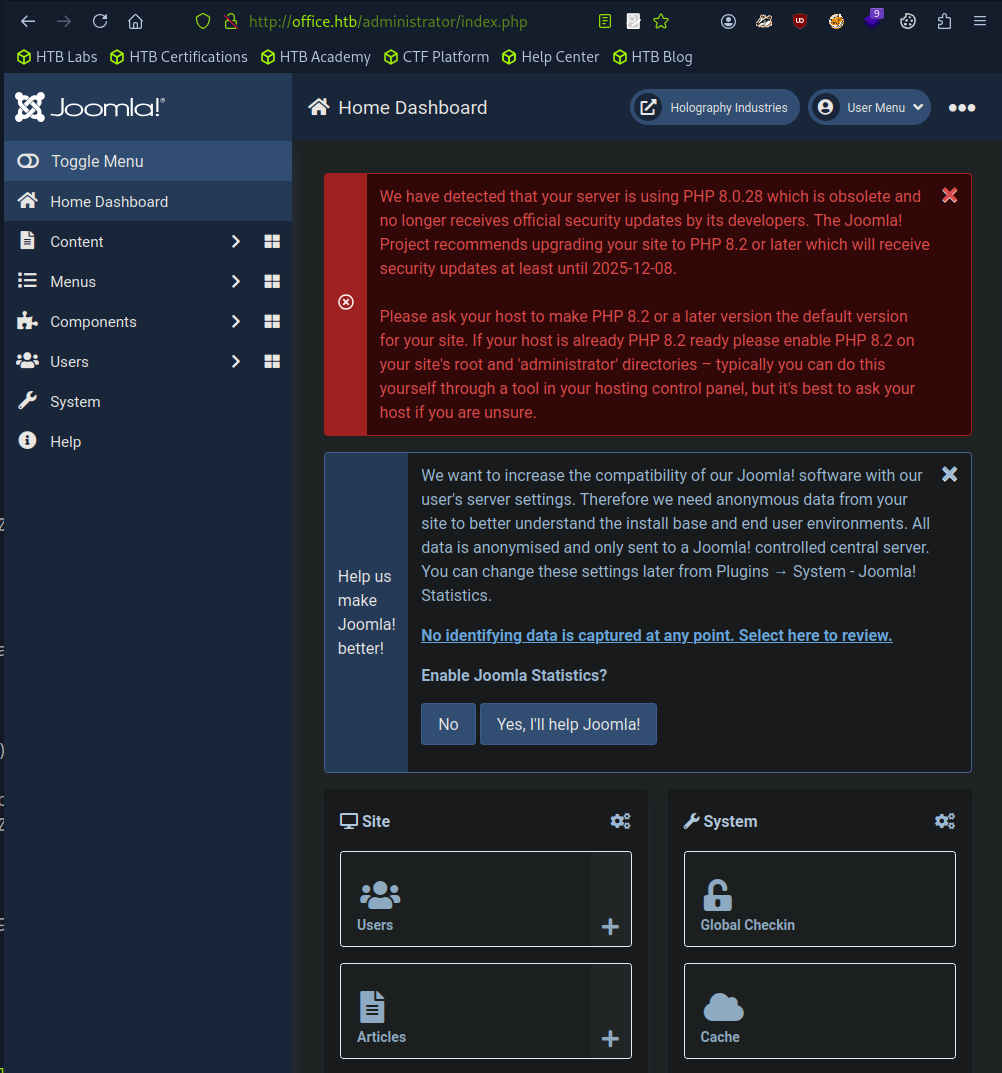 http://office.htb/administrator/index.php
9
HTB Labs
HTB Certifications
HTB Academy
CTF Platform
Help Center
HTB Blog
Joomla!®
Home Dashboard
Holography Industries
User Menu
Toggle Menu
Home Dashboard
Content
Menus
Components
Users
System
Help
We have detected that your server is using PHP 8.0.28 which is obsolete and
no longer receives official security updates by its developers. The Joomla!
Project recommends upgrading your site to PHP 8.2 or later which will receive
security updates at least until 2025-12-08.
Please ask your host to make PHP 8.2 or a later version the default version
for your site. If your host is already PHP 8.2 ready please enable PHP 8.2 on
your site's root and 'administrator' directories – typically you can do this
yourself through a tool in your hosting control panel, but it's best to ask your
host if you are unsure.
Help us
make
Joomla!
better!
We want to increase the compatibility of our Joomla! software with our
user's server settings. Therefore we need anonymous data from your
site to better understand the install base and end user environments. All
data is anonymised and only sent to a Joomla! controlled central server.
You can change these settings later from Plugins → System - Joomla!
Statistics.
No identifying data is captured at any point. Select here to review.
Enable Joomla Statistics?
No
Yes, I'll help Joomla!
Site
Users
Articles
System
Global Checkin
Cache